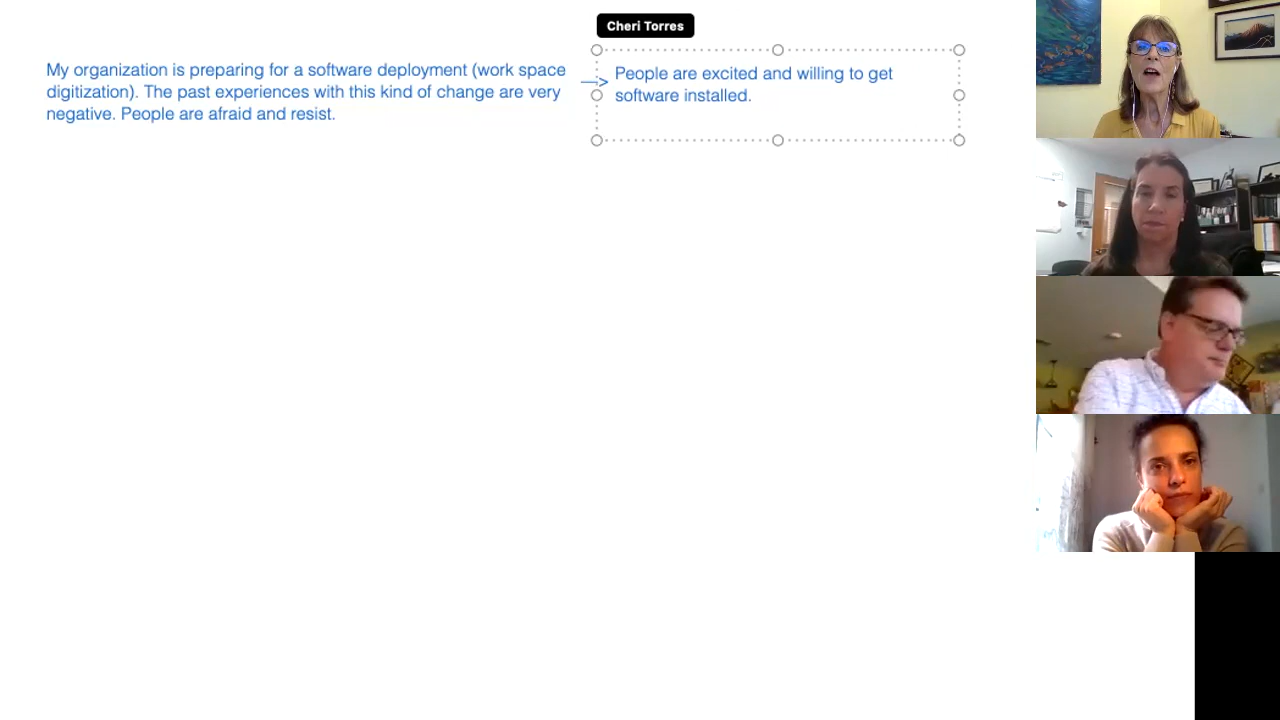 Cheri Torres
My organization is preparing for a software deployment (work space
digitization). The past experiences with this kind of change are very
negative. People are afraid and resist.
People are excited and willing to get
software installed.